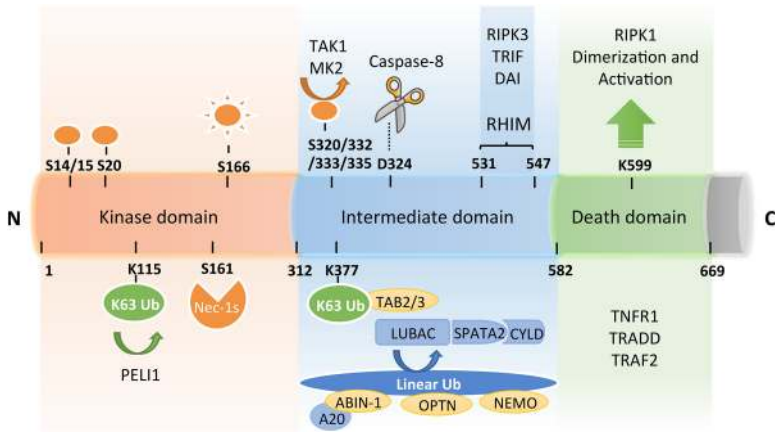 RIPK3
TRIF
DAI
RIPK1
Dimerization and
Activation
TAK1
MK2
Caspase-8
RHIM
S14/15
S20
S166
S320/332
/333/335
D324
531
547
K599
N
Kinase domain
Intermediate domain
Death domain
C
1
K115
S161
312
K377
582
669
K63 Ub
Nec-1s
K63 Ub
TAB2/3
PELI1
LUBAC
SPATA2
CYLD
Linear Ub
ABIN-1
A20
OPTN
NEMO
TNFR1
TRADD
TRAF2